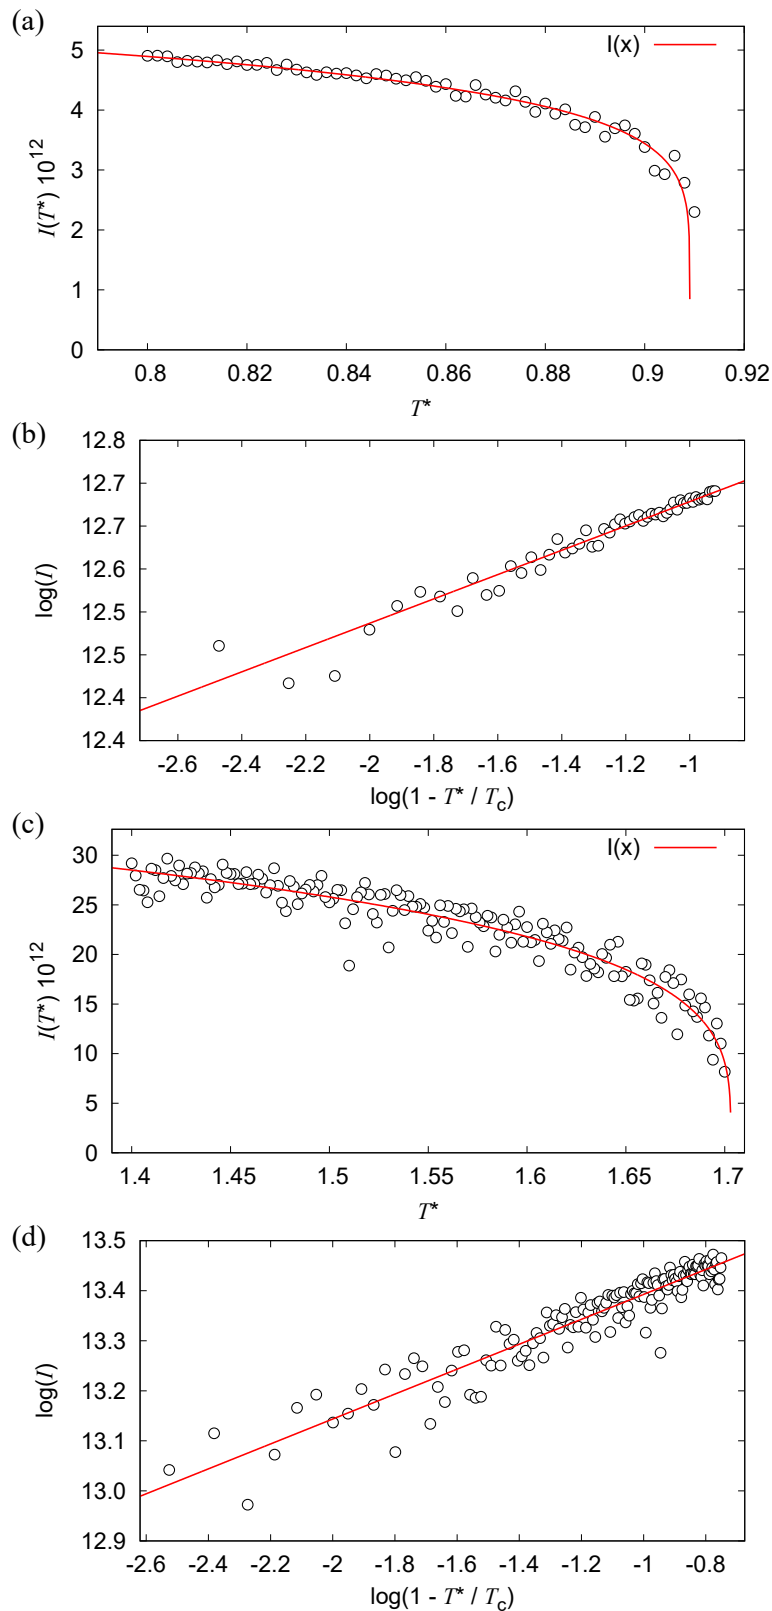 (a)
I(x)
5
4
3
2
1
0
I(T*) 10^12
0.8 0.82 0.84 0.86 0.88 0.9 0.92
T*
(b)
12.8
12.7
12.7
12.6
12.5
12.5
12.4
12.4
log(I)
-2.6 -2.4 -2.2 -2 -1.8 -1.6 -1.4 -1.2 -1
log(1 - T* / Tc)
(c)
I(x)
30
25
20
15
10
5
0
I(T*) 10^12
1.4 1.45 1.5 1.55 1.6 1.65 1.7
T*
(d)
13.5
13.4
13.3
13.2
13.1
13.0
12.9
log(I)
-2.6 -2.4 -2.2 -2 -1.8 -1.6 -1.4 -1.2 -1 -0.8
log(1 - T* / Tc)